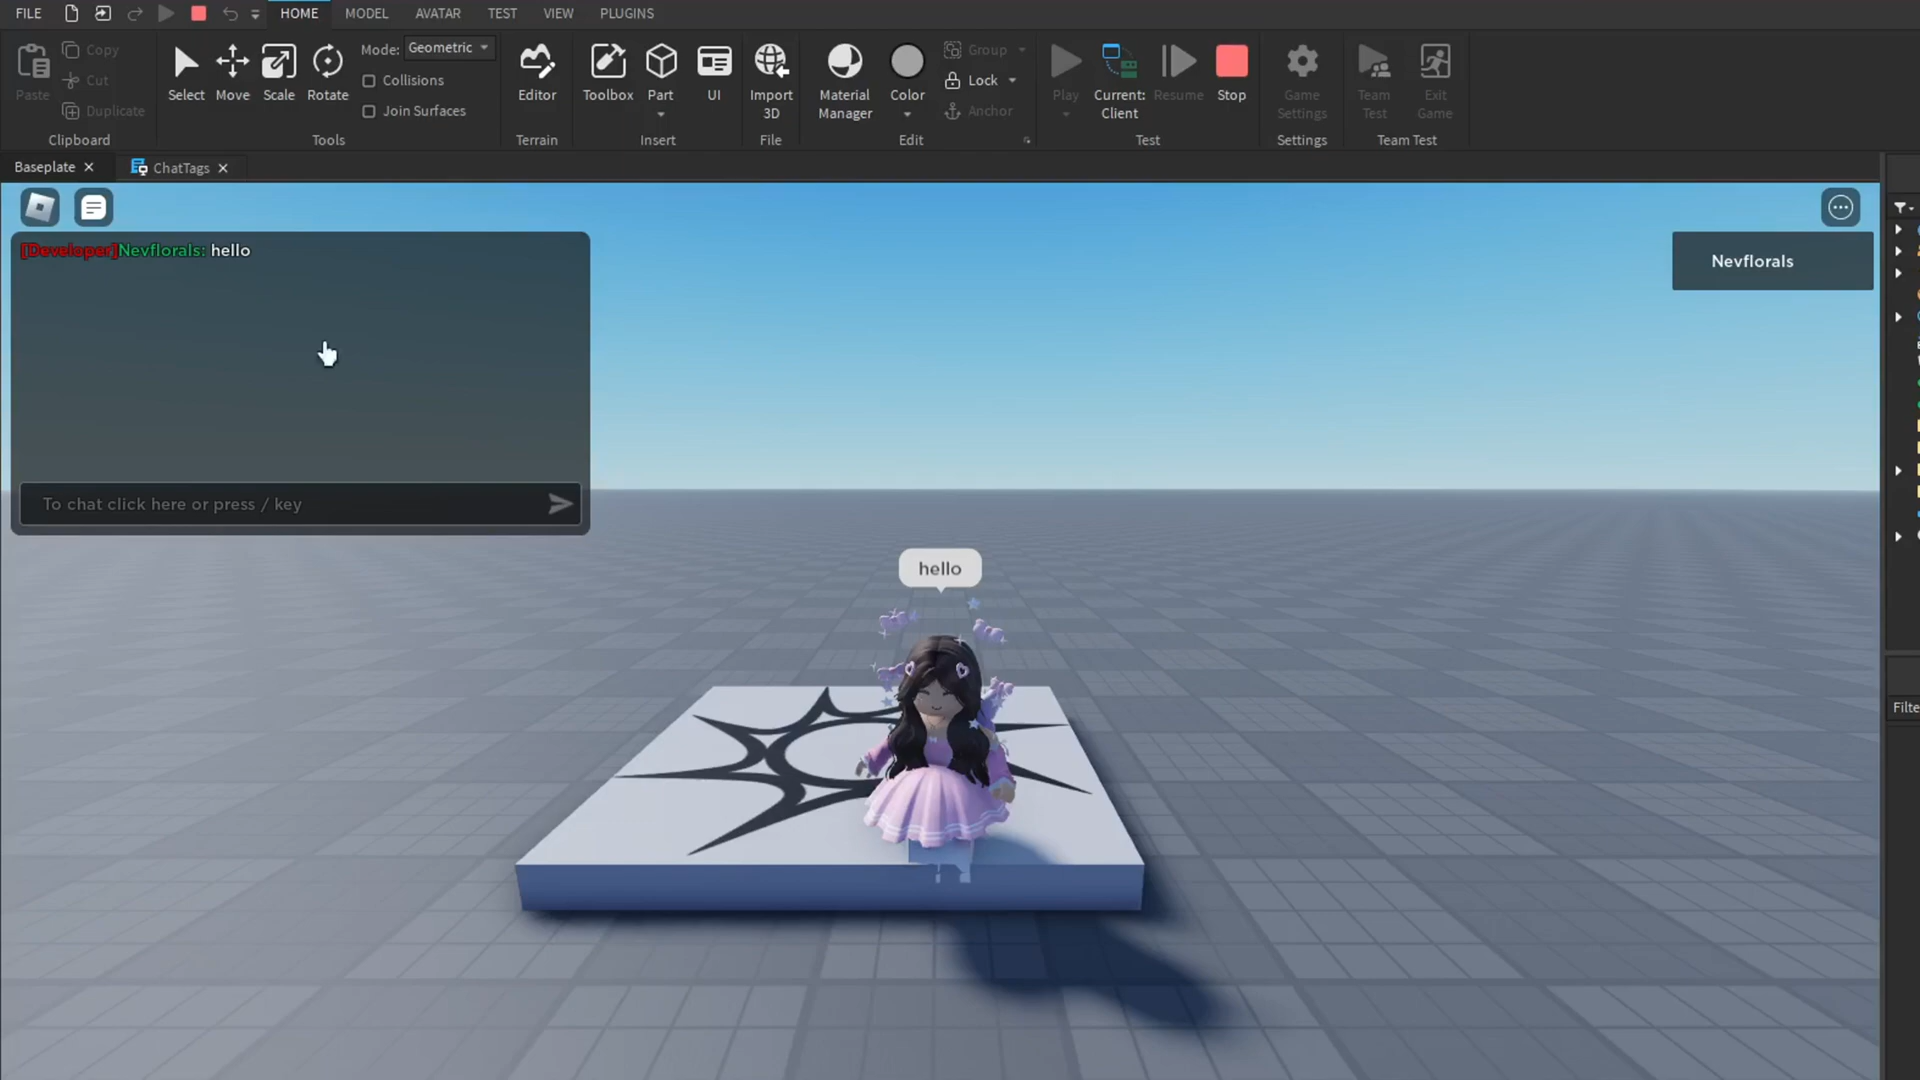 FILE HOME MODEL AVATAR TEST VIEW PLUGINS
Paste Copy Cut Duplicate
Clipboard
Select Move Scale Rotate
Mode: Geometric
Collisions
Join Surfaces
Tools
Editor
Terrain
Toolbox Part UI
Insert
Import 3D
File
Material Manager Color
Group
Lock
Anchor
Edit
Play Current: Client Resume Stop
Test
Game Settings
Settings
Team Test Exit Game
Team Test
Baseplate ChatTags
[Developer]Nevflorals: hello
To chat click here or press / key
Nevflorals
hello
Filte